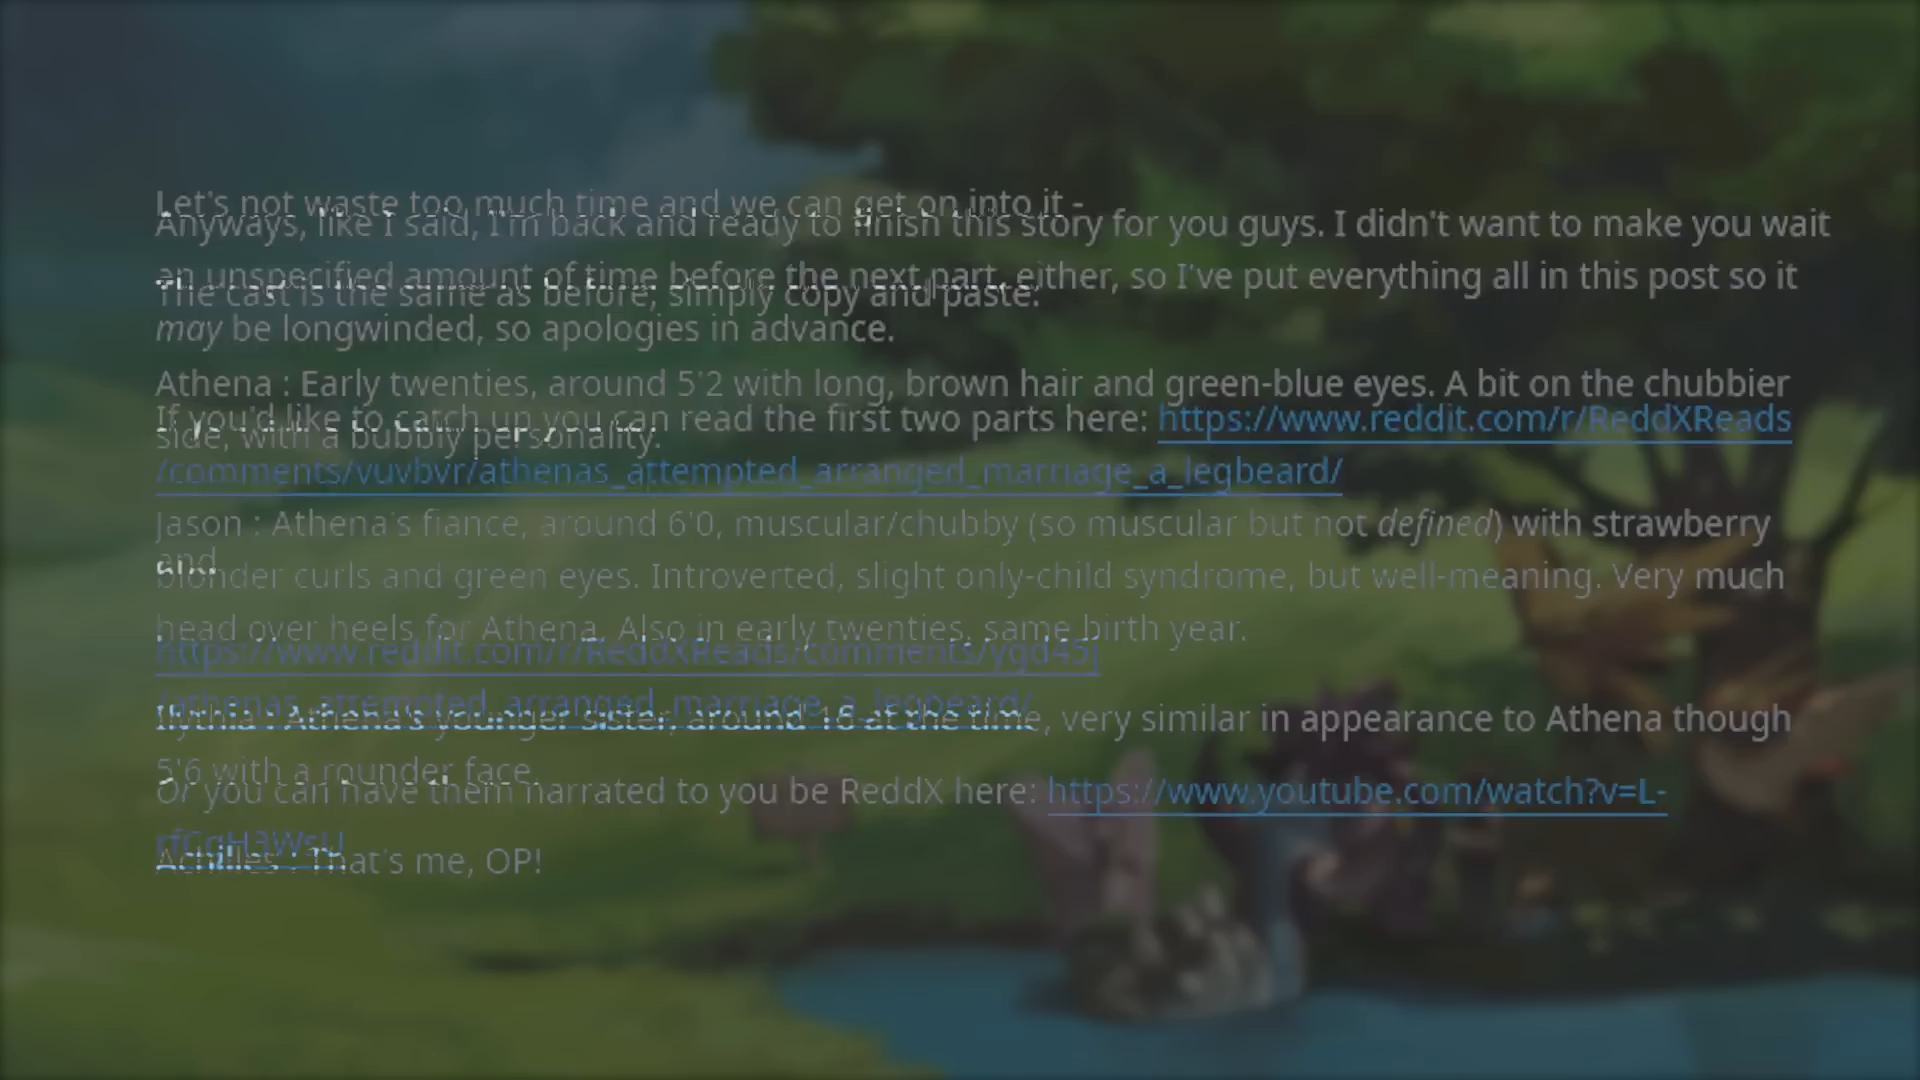 Let's not waste too much time and we can get on into it -
Anyways, like I said, I'm back and ready to finish this story for you guys. I didn't want to make you wait
an unspecified amount of time before the next part, either, so I've put everything all in this post so it
The cast is the same as before; simply copy and paste:
may be longwinded, so apologies in advance.
Athena : Early twenties, around 5'2 with long, brown hair and green-blue eyes. A bit on the chubbier
If you'd like to catch up you can read the first two parts here: https://www.reddit.com/r/ReddXReads
side, with a bubbly personality.
/comments/vuvbvr/athenas_attempted_arranged_marriage_a_legbeard/
Jason : Athena's fiance, around 6'0, muscular/chubby (so muscular but not defined) with strawberry
and
blonder curls and green eyes. Introverted, slight only-child syndrome, but well-meaning. Very much
head over heels for Athena. Also in early twenties, same birth year.
https://www.reddit.com/r/ReddXReads/comments/ygd45j
/athenas_attempted_arranged_marriage_a_legbeard/
Ilythia : Athena's younger sister, around 16 at the time, very similar in appearance to Athena though
5'6 with a rounder face.
Or you can have them narrated to you be ReddX here: https://www.youtube.com/watch?v=L-
rfCgH3WsU
Achilles : That's me, OP!